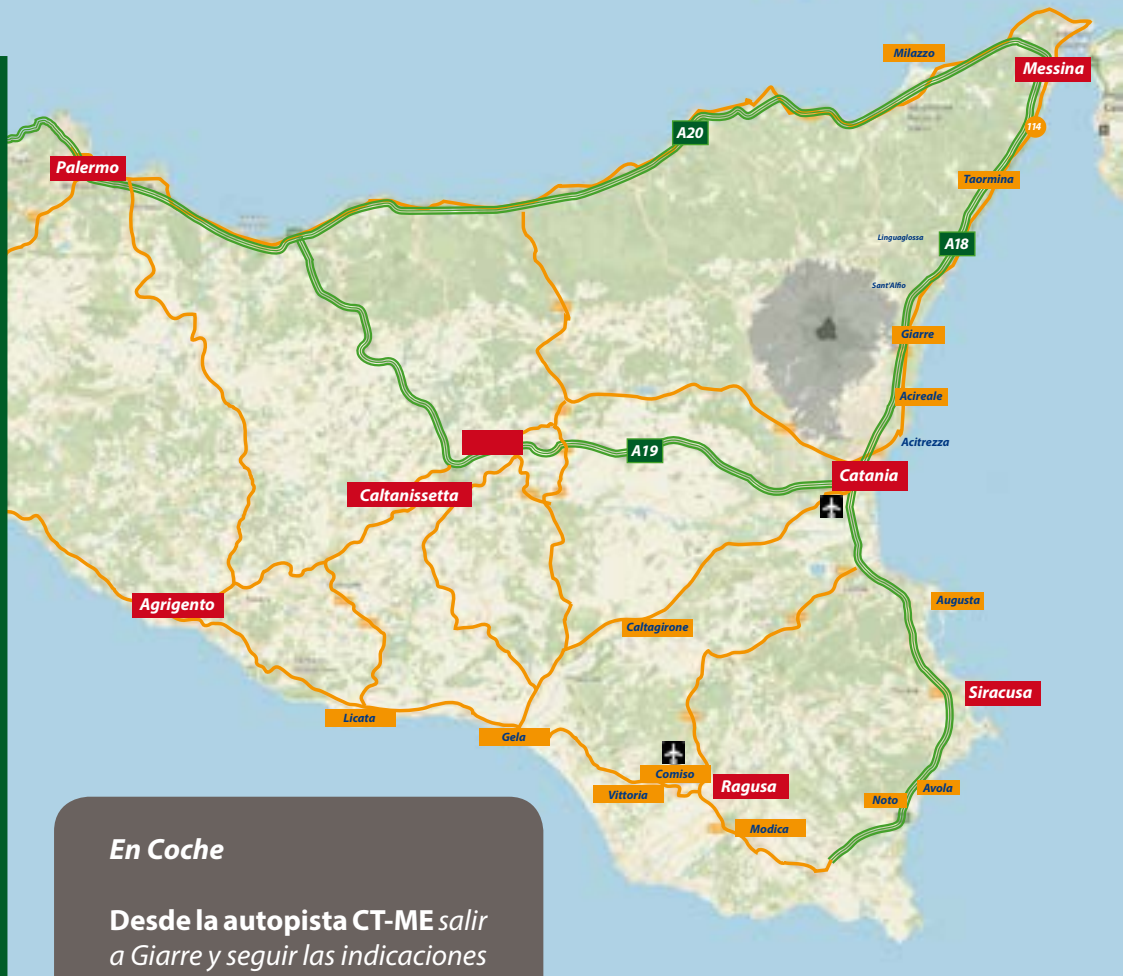 Milazzo
Messina
114
A20
Palermo
Taormina
Linguaglossa
A18
Sant'Alfio
Giarre
Acireale
Acitrezza
A19
Catania
Caltanissetta
Agrigento
Augusta
Caltagirone
Siracusa
Licata
Gela
Comiso
Ragusa
Vittoria
Avola
Noto
Modica
En Coche
Desde la autopista CT-ME salir
a Giarre y seguir las indicaciones